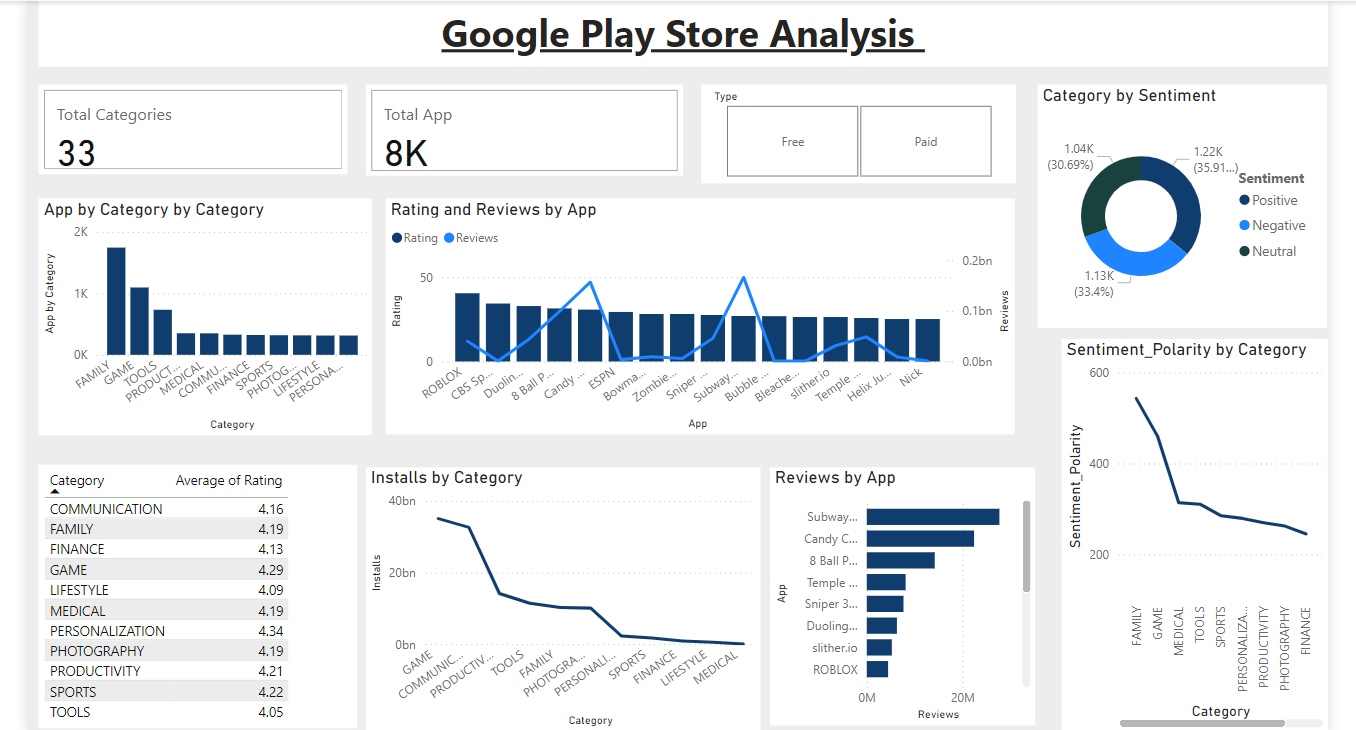 Google Play Store Analysis
Total Categories
33
Total App
8K
Type
Free
Paid
Category by Sentiment
1.04K
(30.69%)
1.22K
(35.91...)
1.13K
(33.4%)
Sentiment
Positive
Negative
Neutral
App by Category by Category
App by Category
2K
1K
0K
FAMILY
GAME
TOOLS
PRODUCT...
MEDICAL
COMMU...
FINANCE
SPORTS
PHOTOG...
LIFESTYLE
PERSONA...
Category
Rating and Reviews by App
Rating Reviews
Rating
50
0
0.2bn
0.1bn
0.0bn
Reviews
ROBLOX
CBS Sp...
Duolin...
8 Ball P...
Candy ...
ESPN
Bowma...
Zombie...
Sniper ...
Subway...
Bubble ...
Bleache...
slither.io
Temple ...
Helix Ju...
Nick
App
Sentiment_Polarity by Category
Sentiment_Polarity
600
400
200
FAMILY
GAME
MEDICAL
TOOLS
SPORTS
PERSONALIZA...
PRODUCTIVITY
PHOTOGRAPHY
FINANCE
Category
Category Average of Rating
COMMUNICATION 4.16
FAMILY 4.19
FINANCE 4.13
GAME 4.29
LIFESTYLE 4.09
MEDICAL 4.19
PERSONALIZATION 4.34
PHOTOGRAPHY 4.19
PRODUCTIVITY 4.21
SPORTS 4.22
TOOLS 4.05
Installs by Category
Installs
40bn
20bn
0bn
GAME
COMMUNIC...
PRODUCTIV...
TOOLS
FAMILY
PHOTOGRA...
PERSONALI...
SPORTS
FINANCE
LIFESTYLE
MEDICAL
Category
Reviews by App
App
Subway...
Candy C...
8 Ball P...
Temple ...
Sniper 3...
Duoling...
slither.io
ROBLOX
0M
20M
Reviews